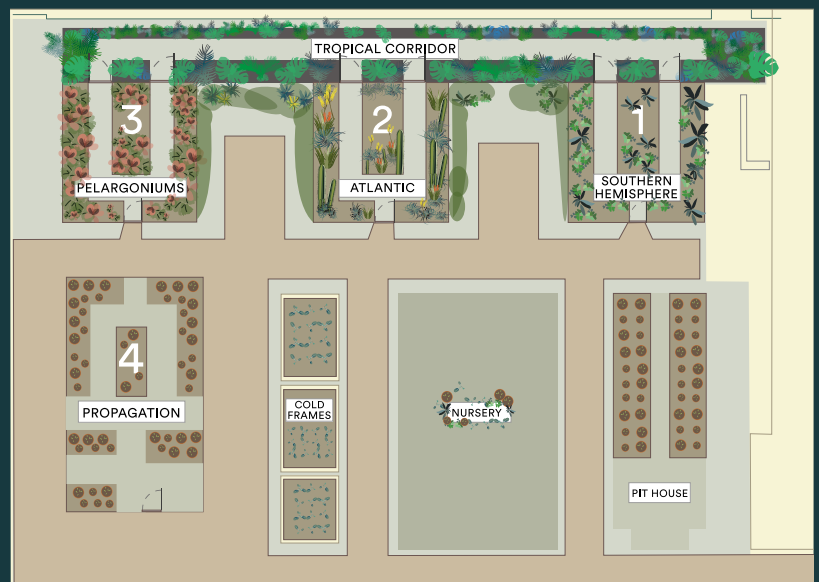 TROPICAL CORRIDOR
3
2
1
PELARGONIUMS
ATLANTIC
SOUTHERN
HEMISPHERE
4
PROPAGATION
COLD
FRAMES
NURSERY
PIT HOUSE